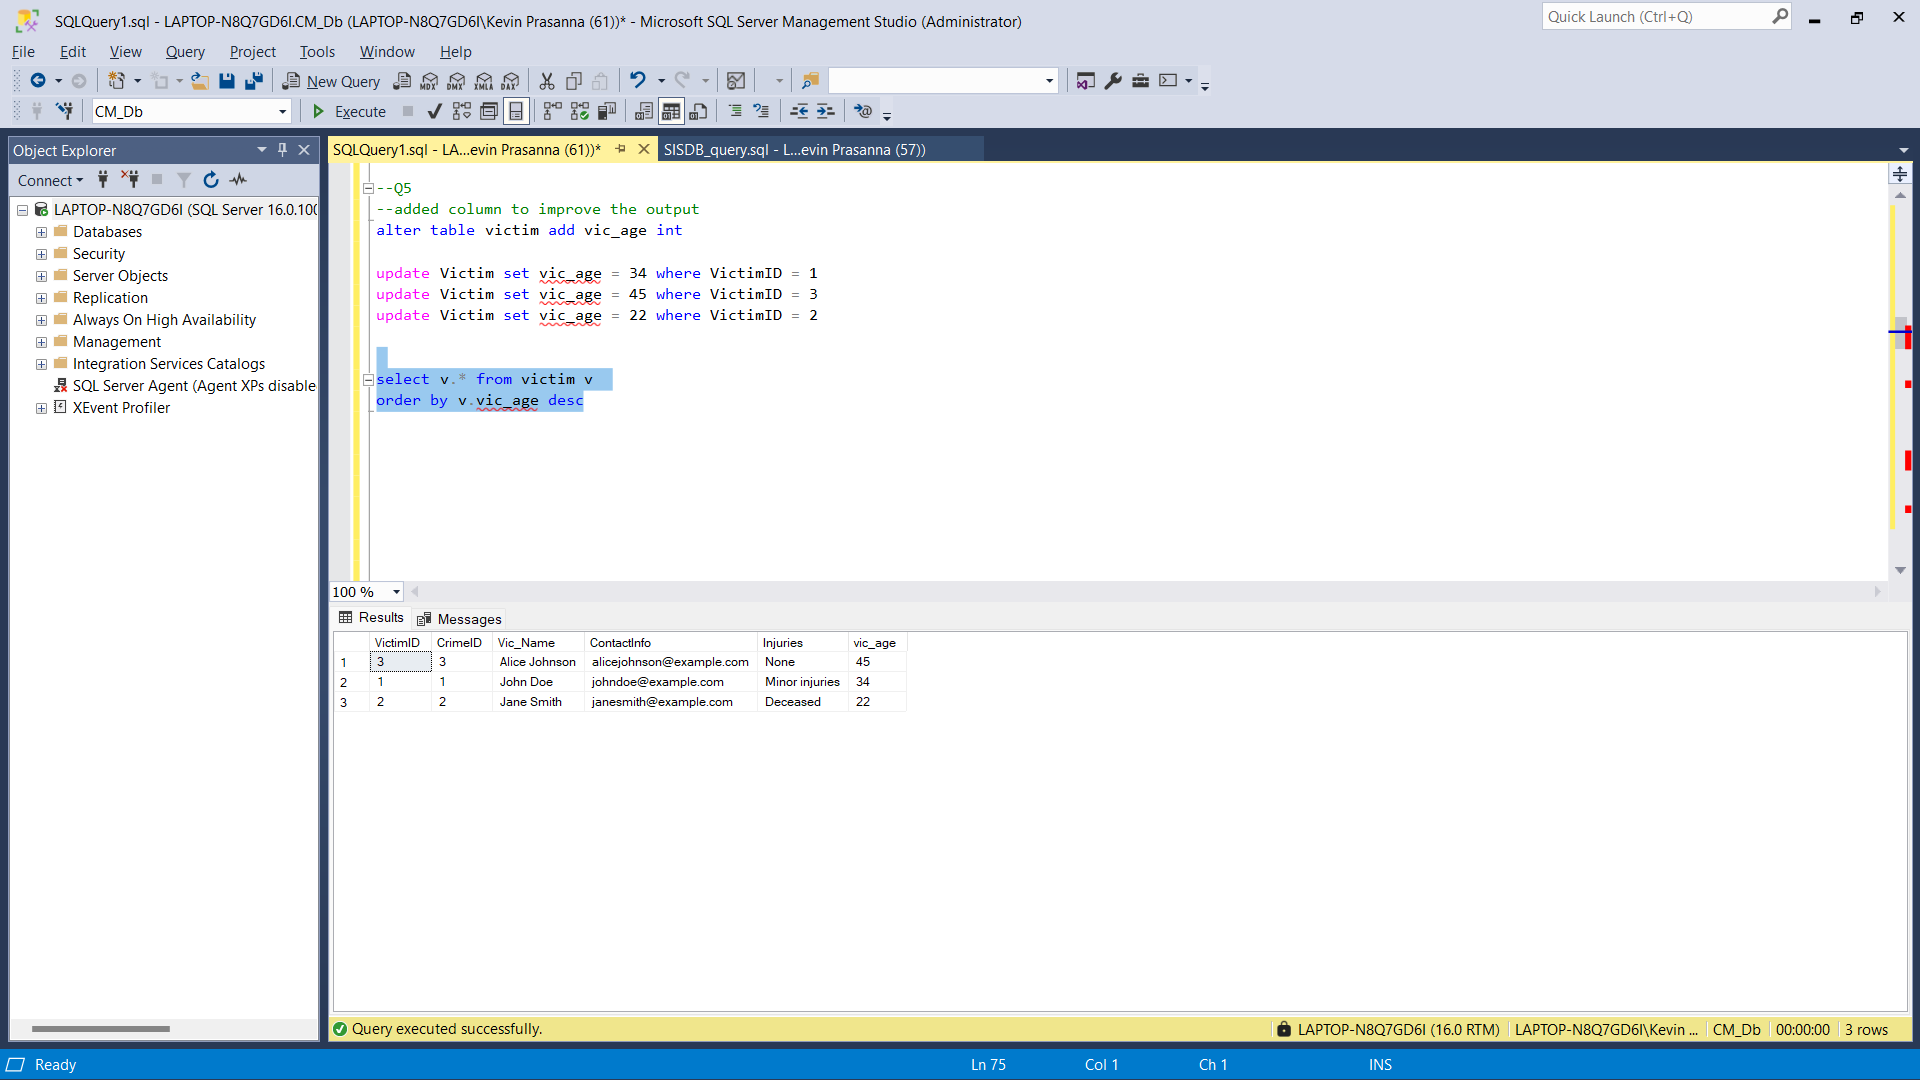 SQLQuery1.sql - LAPTOP-N8Q7GD6I.CM_Db (LAPTOP-N8Q7GD6I\Kevin Prasanna (61))* - Microsoft SQL Server Management Studio (Administrator)
Quick Launch (Ctrl+Q)
File Edit View Query Project Tools Window Help
New Query MDX DMX XMLA DAX
CM_Db Execute
Object Explorer
SQLQuery1.sql - LA...evin Prasanna (61))* SISDB_query.sql - L...evin Prasanna (57))
Connect
LAPTOP-N8Q7GD6I (SQL Server 16.0.100
Databases
Security
Server Objects
Replication
Always On High Availability
Management
Integration Services Catalogs
SQL Server Agent (Agent XPs disable
XEvent Profiler
--Q5
--added column to improve the output
alter table victim add vic_age int
update Victim set vic_age = 34 where VictimID = 1
update Victim set vic_age = 45 where VictimID = 3
update Victim set vic_age = 22 where VictimID = 2
select v.* from victim v
order by v.vic_age desc
100 %
Results Messages
VictimID CrimeID Vic_Name ContactInfo Injuries vic_age
1 3 3 Alice Johnson alicejohnson@example.com None 45
2 1 1 John Doe johndoe@example.com Minor injuries 34
3 2 2 Jane Smith janesmith@example.com Deceased 22
Query executed successfully. LAPTOP-N8Q7GD6I (16.0 RTM) LAPTOP-N8Q7GD6I\Kevin ... CM_Db 00:00:00 3 rows
Ready Ln 75 Col 1 Ch 1 INS